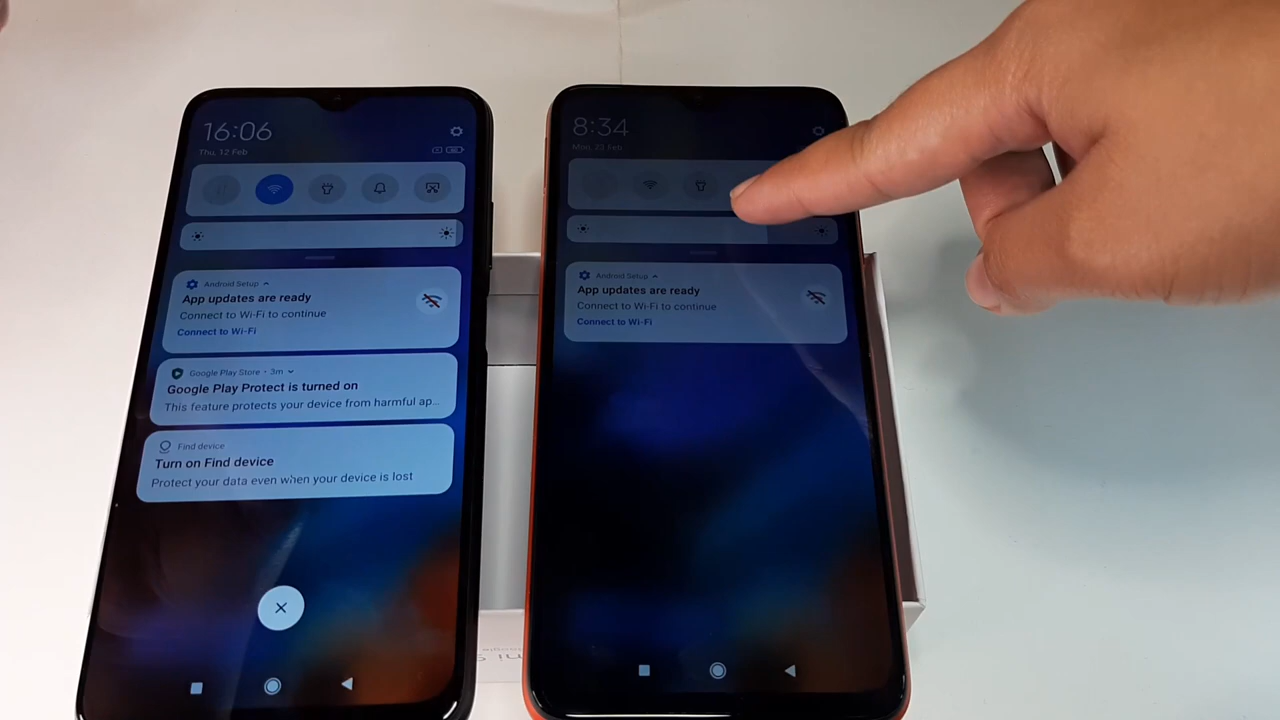 16:06
Thu, 12 Feb
Android Setup
App updates are ready
Connect to Wi-Fi to continue
Connect to Wi-Fi
Google Play Store • 3m
Google Play Protect is turned on
This feature protects your device from harmful ap...
Find device
Turn on Find device
Protect your data even when your device is lost
8:34
Mon, 23 Feb
Android Setup
App updates are ready
Connect to Wi-Fi to continue
Connect to Wi-Fi